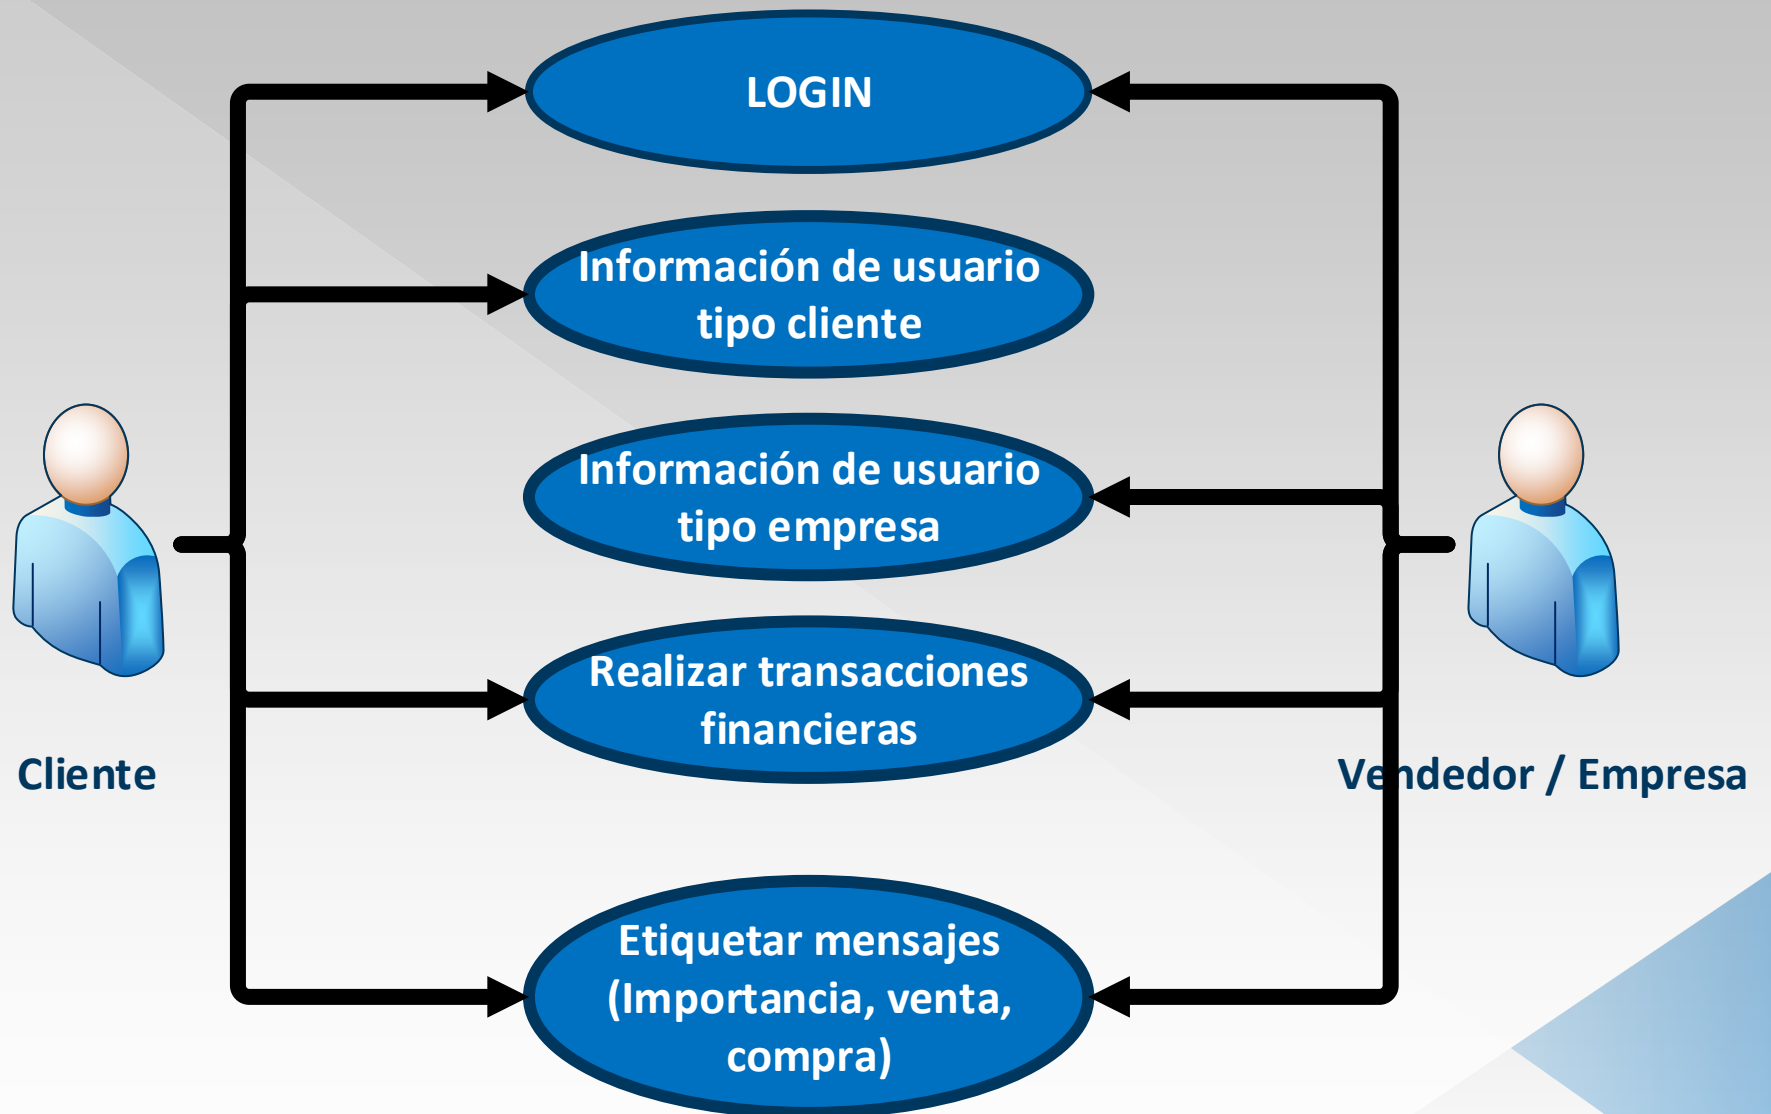 LOGIN
Información de usuario
tipo cliente
Información de usuario
tipo empresa
Realizar transacciones
financieras
Cliente
Vendedor / Empresa
Etiquetar mensajes
(Importancia, venta,
compra)